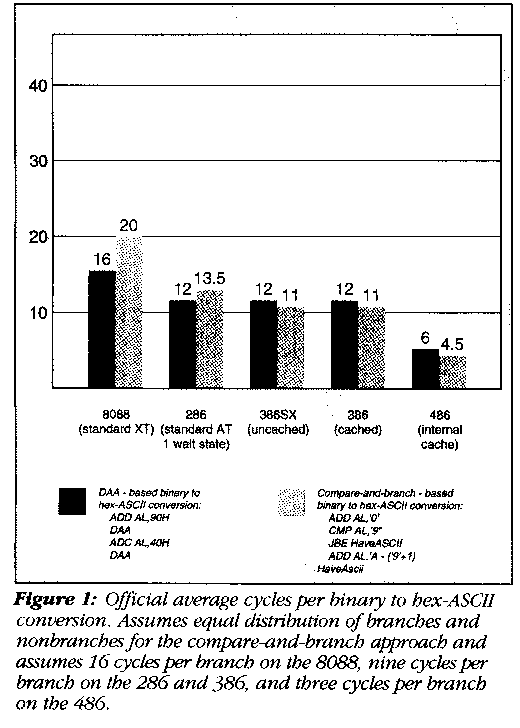 40
30
20
10
16 20
12 13.5
12 11
12 11
6 4.5
8088 286 386SX 386 486
(standard XT) (standard AT (uncached) (cached) (internal
1 wait state) cache)
DAA - based binary to
hex-ASCII conversion:
ADD AL,90H
DAA
ADC AL,40H
DAA
Compare-and-branch - based
binary to hex-ASCII conversion:
ADD AL,'0'
CMP AL,'9"
JBE HaveASCII
ADD AL.'A - ('9'+1)
HaveAscii
Figure 1: Official average cycles per binary to hex-ASCII
conversion. Assumes equal distribution of branches and
nonbranches for the compare-and-branch approach and
assumes 16 cycles per branch on the 8088, nine cycles per
branch on the 286 and 386, and three cycles per branch
on the 486.